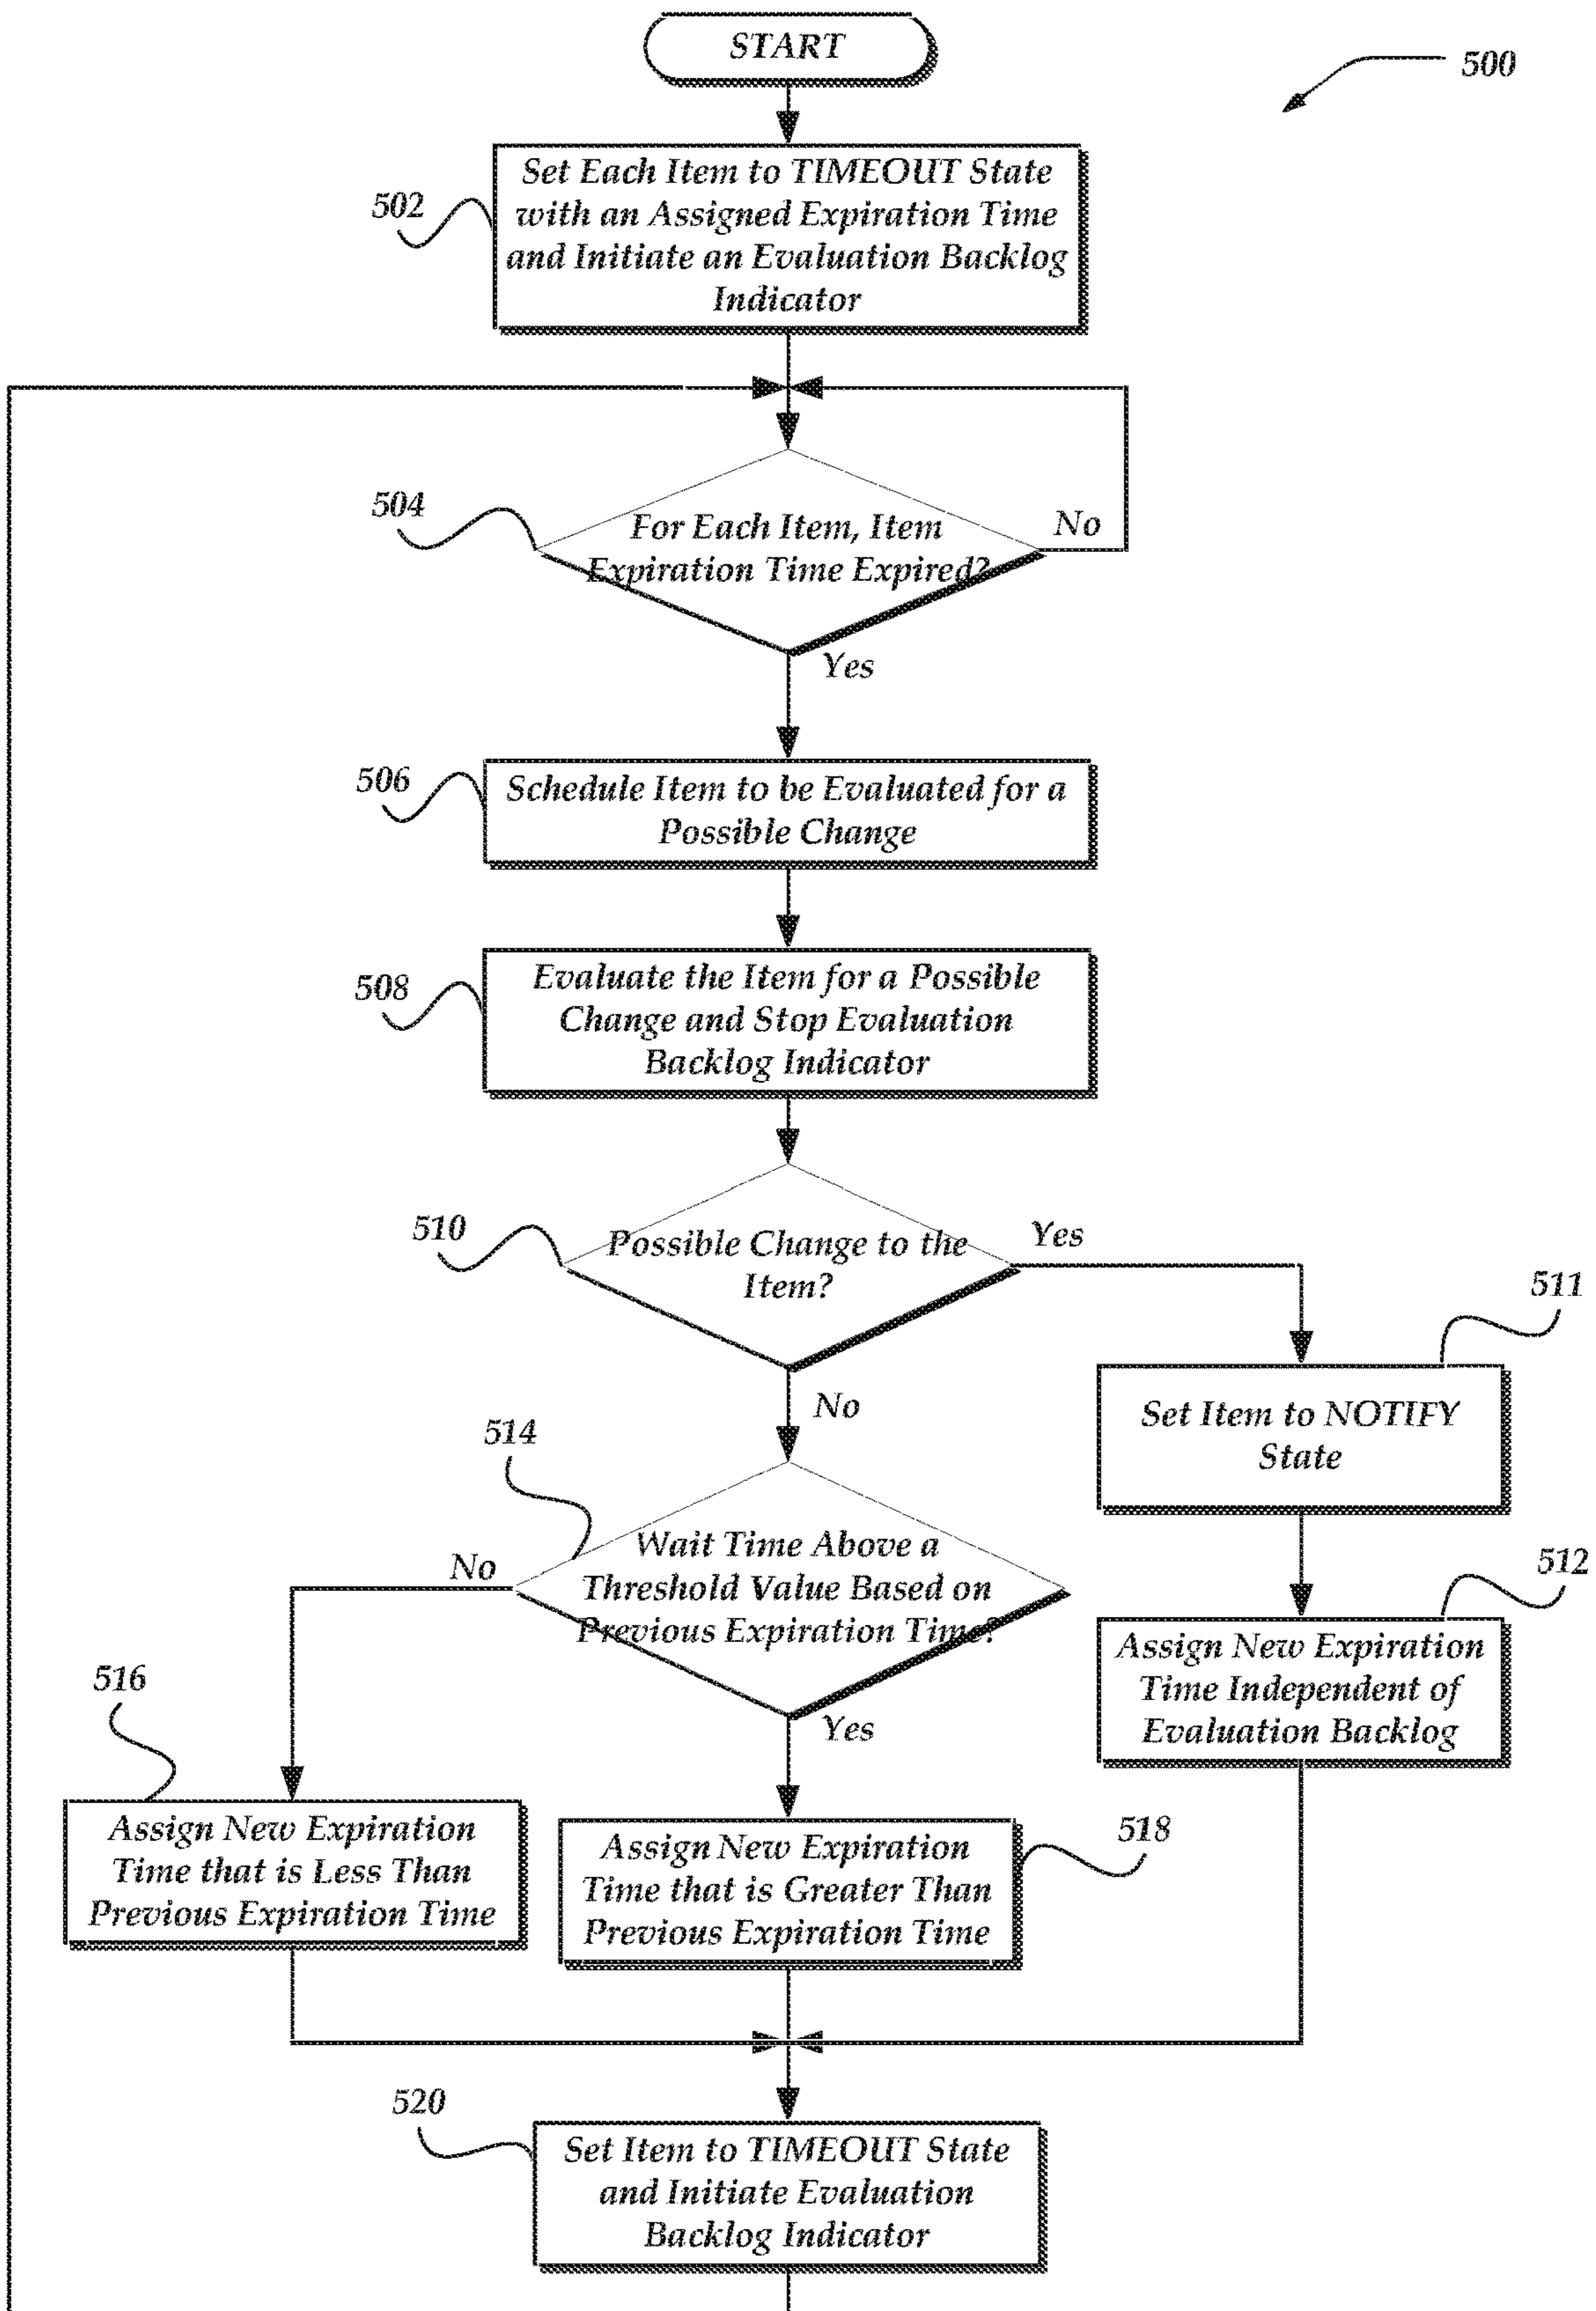 START
500
502
Set Each Item to TIMEOUT State
with an Assigned Expiration Time
and Initiate an Evaluation Backlog
Indicator
504
For Each Item, Item
Expiration Time Expired?
No
Yes
506
Schedule Item to be Evaluated for a
Possible Change
508
Evaluate the Item for a Possible
Change and Stop Evaluation
Backlog Indicator
510
Possible Change to the
Item?
Yes
No
511
Set Item to NOTIFY
State
512
Assign New Expiration
Time Independent of
Evaluation Backlog
514
Wait Time Above a
Threshold Value Based on
Previous Expiration Time?
No
Yes
516
Assign New Expiration
Time that is Less Than
Previous Expiration Time
518
Assign New Expiration
Time that is Greater Than
Previous Expiration Time
520
Set Item to TIMEOUT State
and Initiate Evaluation
Backlog Indicator